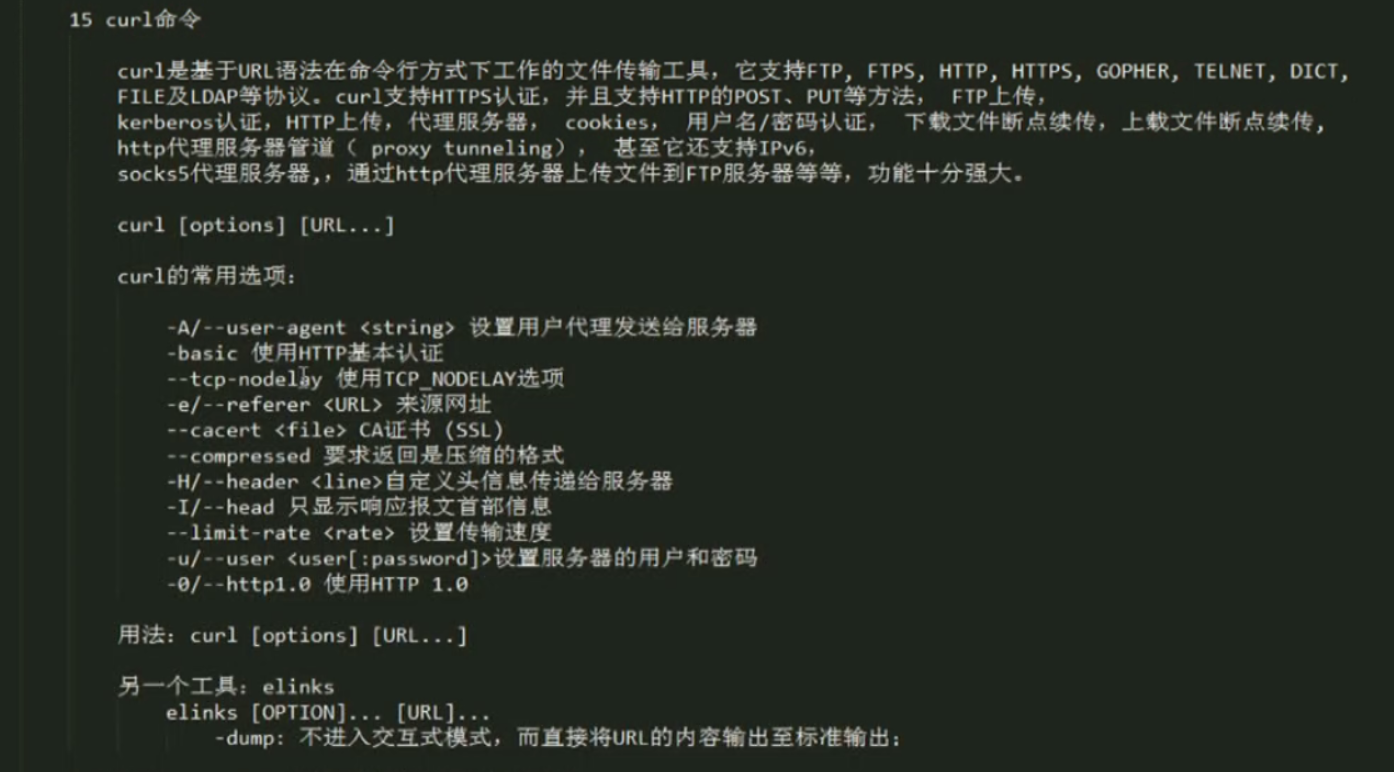 15 curl命令
curl是基于URL语法在命令行方式下工作的文件传输工具，它支持FTP, FTPS, HTTP, HTTPS, GOPHER, TELNET, DICT,
FILE及LDAP等协议。curl支持HTTPS认证，并且支持HTTP的POST、PUT等方法， FTP上传，
kerberos认证，HTTP上传，代理服务器， cookies， 用户名/密码认证， 下载文件断点续传，上载文件断点续传,
http代理服务器管道（ proxy tunneling）， 甚至它还支持IPv6，
socks5代理服务器,，通过http代理服务器上传文件到FTP服务器等等，功能十分强大。
curl [options] [URL...]
curl的常用选项：
-A/--user-agent <string> 设置用户代理发送给服务器
-basic 使用HTTP基本认证
--tcp-nodelay 使用TCP_NODELAY选项
-e/--referer <URL> 来源网址
--cacert <file> CA证书 (SSL)
--compressed 要求返回是压缩的格式
-H/--header <line>自定义头信息传递给服务器
-I/--head 只显示响应报文首部信息
--limit-rate <rate> 设置传输速度
-u/--user <user[:password]>设置服务器的用户和密码
-0/--http1.0 使用HTTP 1.0
用法：curl [options] [URL...]
另一个工具：elinks
elinks [OPTION]... [URL]...
-dump: 不进入交互式模式，而直接将URL的内容输出至标准输出；